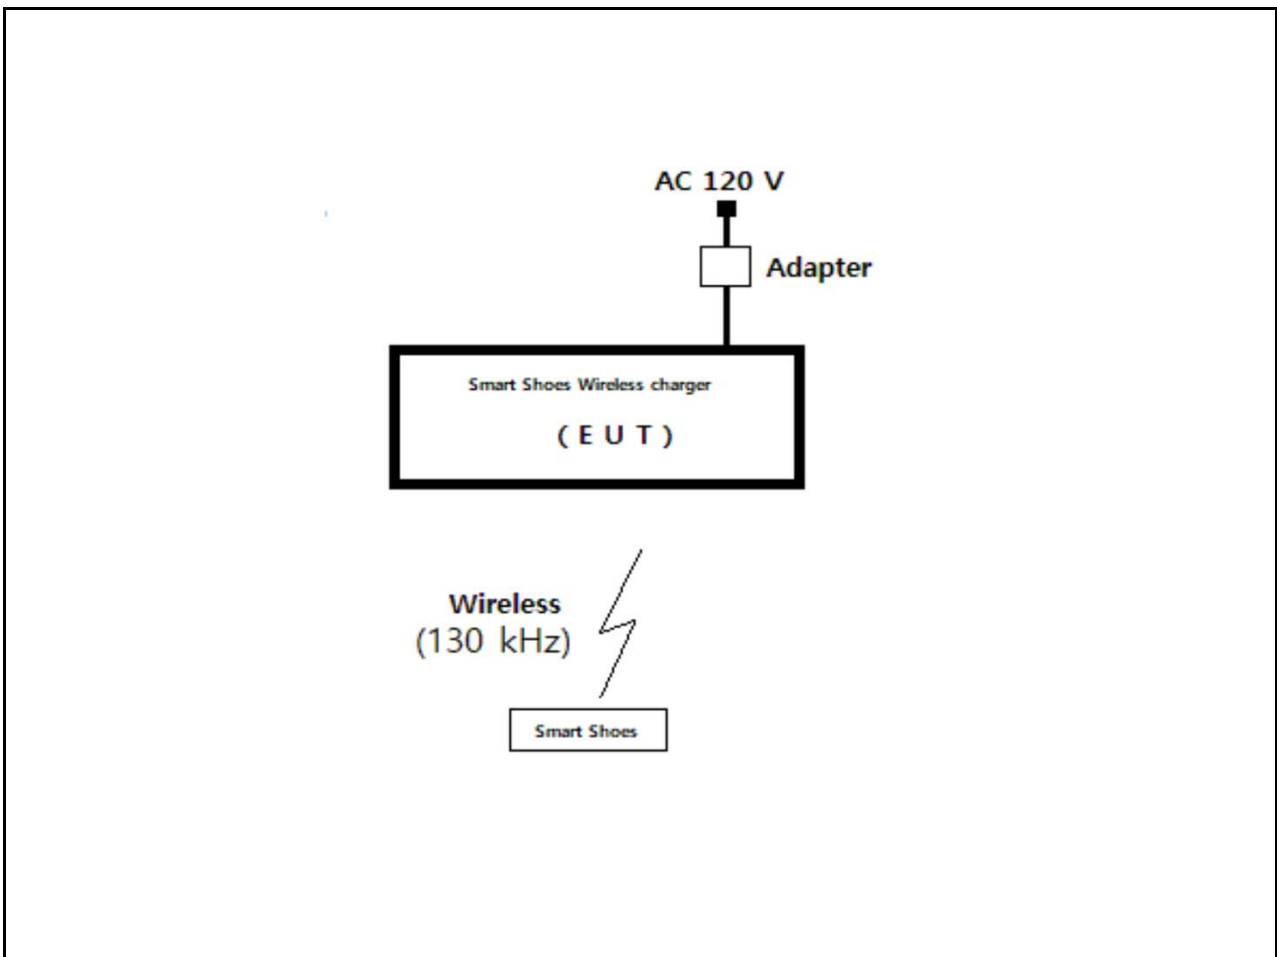 AC 120 V
Adapter
Smart Shoes Wireless charger
( E U T )
Wireless
(130 kHz)
Smart Shoes